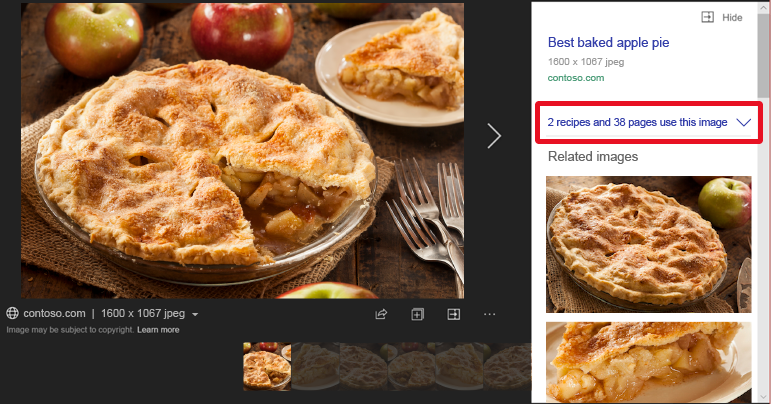 Hide
Best baked apple pie
1600 x 1067 jpeg
contoso.com
2 recipes and 38 pages use this image
Related images
contoso.com | 1600 x 1067 jpeg
Image may be subject to copyright. Learn more